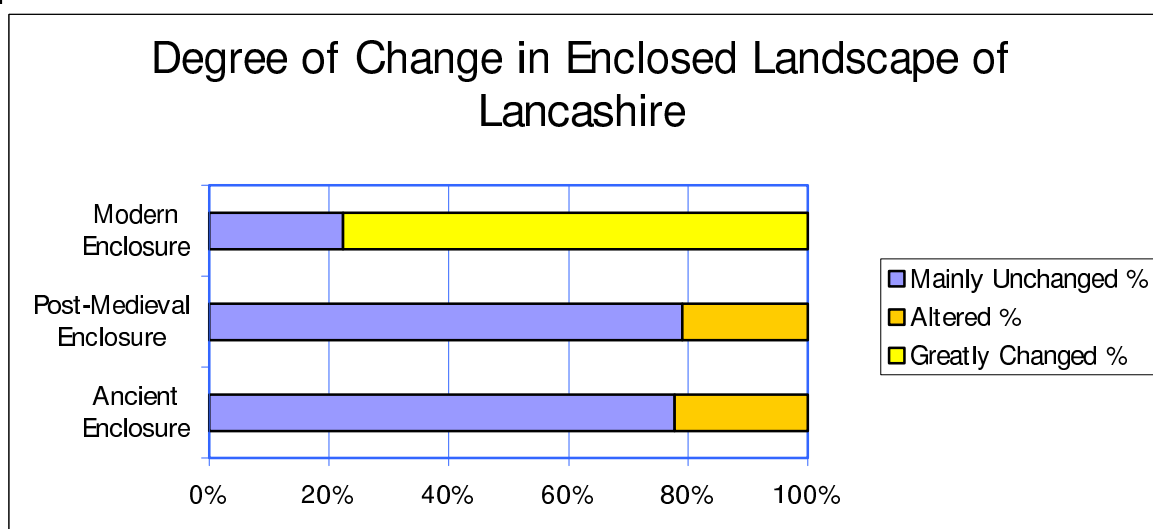 Degree of Change in Enclosed Landscape of
Lancashire
Modern
Enclosure
Post-Medieval
Enclosure
Ancient
Enclosure
0% 20% 40% 60% 80% 100%
Mainly Unchanged %
Altered %
Greatly Changed %